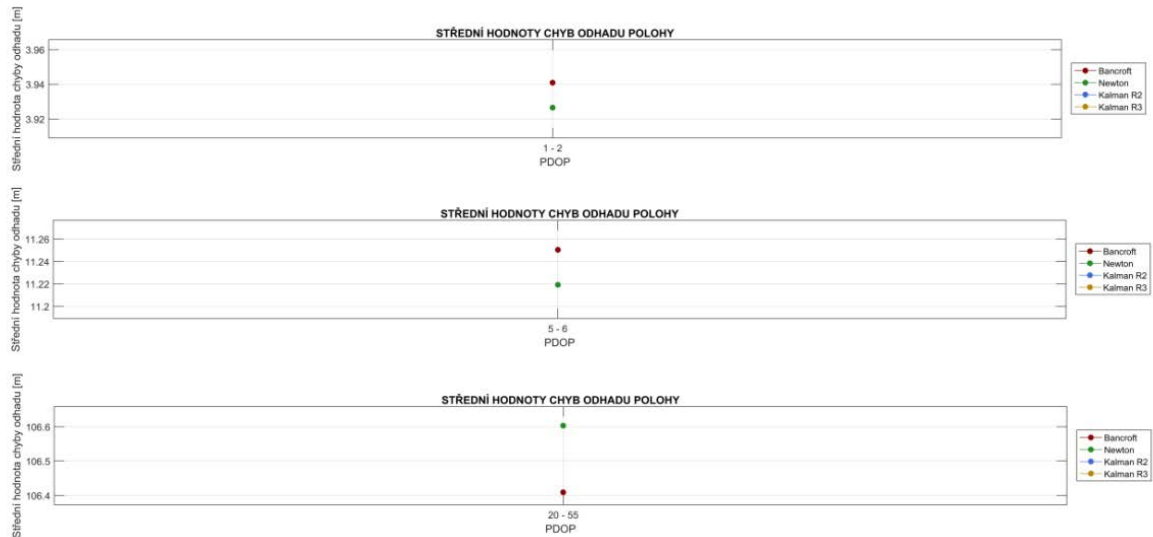 STŘEDNÍ HODNOTY CHYB ODHADU POLOHY
Střední hodnota chyby odhadu [m]
3.96
3.94
3.92
1 - 2
PDOP
Bancroft
Newton
Kalman R2
Kalman R3
STŘEDNÍ HODNOTY CHYB ODHADU POLOHY
Střední hodnota chyby odhadu [m]
11.26
11.24
11.22
11.2
5 - 6
PDOP
Bancroft
Newton
Kalman R2
Kalman R3
STŘEDNÍ HODNOTY CHYB ODHADU POLOHY
Střední hodnota chyby odhadu [m]
106.6
106.5
106.4
20 - 55
PDOP
Bancroft
Newton
Kalman R2
Kalman R3